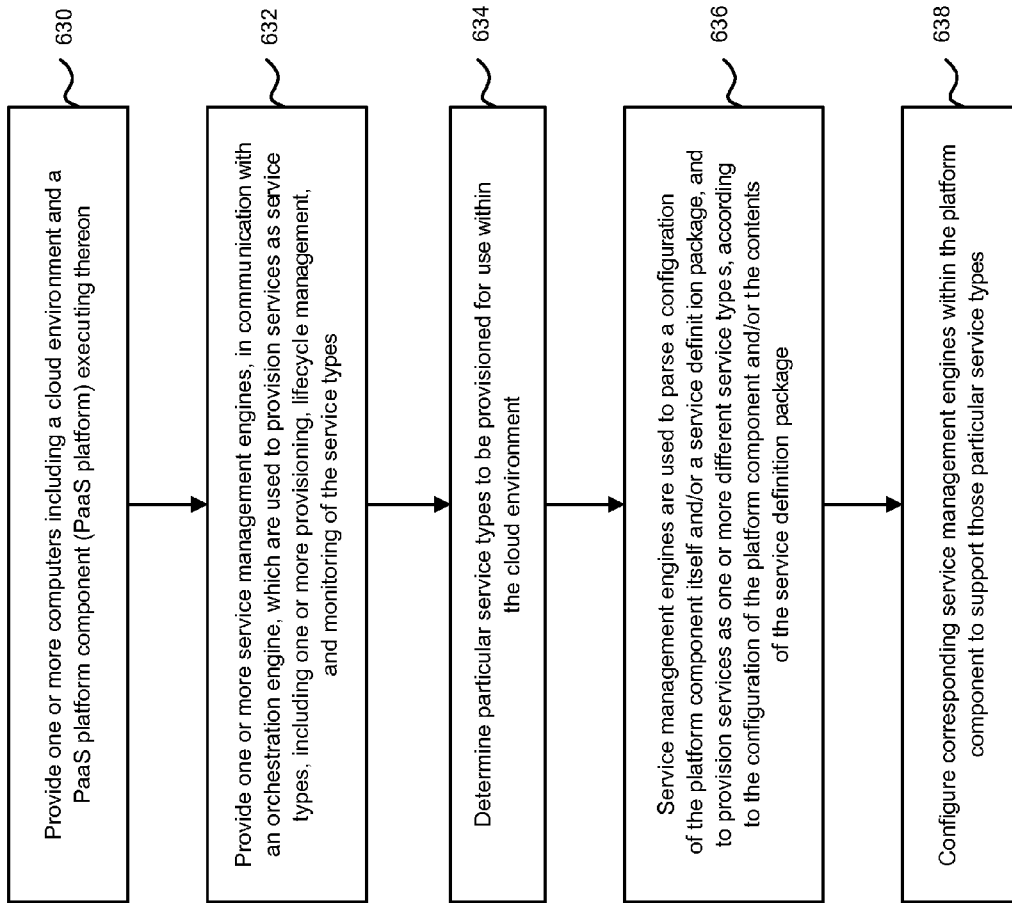 Provide one or more computers including a cloud environment and a
PaaS platform component (PaaS platform) executing thereon
630
Provide one or more service management engines, in communication with
an orchestration engine, which are used to provision services as service
types, including one or more provisioning, lifecycle management,
and monitoring of the service types
632
Determine particular service types to be provisioned for use within
the cloud environment
634
Service management engines are used to parse a configuration
of the platform component itself and/or a service definition package, and
to provision services as one or more different service types, according
to the configuration of the platform component and/or the contents
of the service definition package
636
Configure corresponding service management engines within the platform
component to support those particular service types
638